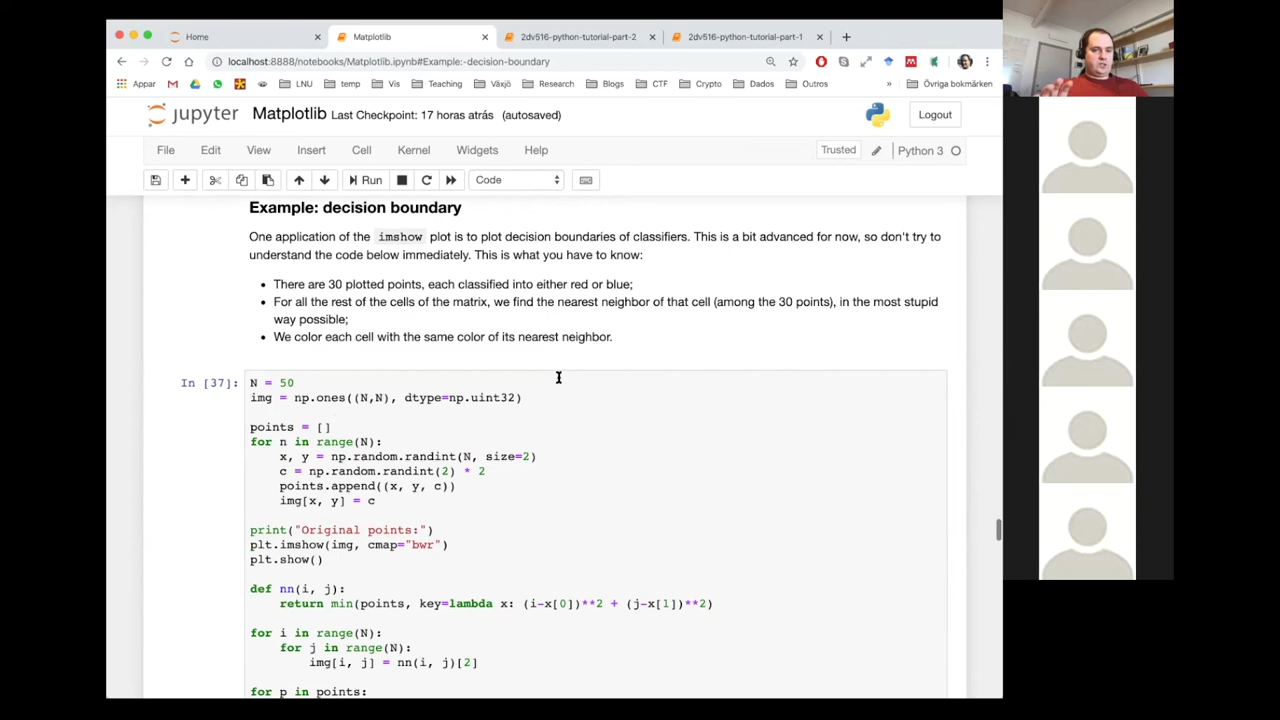 Home
Matplotlib
2dv516-python-tutorial-part-2
2dv516-python-tutorial-part-1
localhost:8888/notebooks/Matplotlib.ipynb#Example:-decision-boundary
Appar
LNU
temp
Vis
Teaching
Växjö
Research
Blogs
CTF
Crypto
Dados
Outros
»
Övriga bokmärken
jupyter Matplotlib Last Checkpoint: 17 horas atrás (autosaved)
Logout
File Edit View Insert Cell Kernel Widgets Help
Trusted
Python 3
Run
Code
Example: decision boundary
One application of the imshow plot is to plot decision boundaries of classifiers. This is a bit advanced for now, so don't try to
understand the code below immediately. This is what you have to know:
• There are 30 plotted points, each classified into either red or blue;
• For all the rest of the cells of the matrix, we find the nearest neighbor of that cell (among the 30 points), in the most stupid
way possible;
• We color each cell with the same color of its nearest neighbor.
In [37]:
N = 50
img = np.ones((N,N), dtype=np.uint32)
points = []
for n in range(N):
    x, y = np.random.randint(N, size=2)
    c = np.random.randint(2) * 2
    points.append((x, y, c))
    img[x, y] = c
print("Original points:")
plt.imshow(img, cmap="bwr")
plt.show()
def nn(i, j):
    return min(points, key=lambda x: (i-x[0])**2 + (j-x[1])**2)
for i in range(N):
    for j in range(N):
        img[i, j] = nn(i, j)[2]
for p in points: